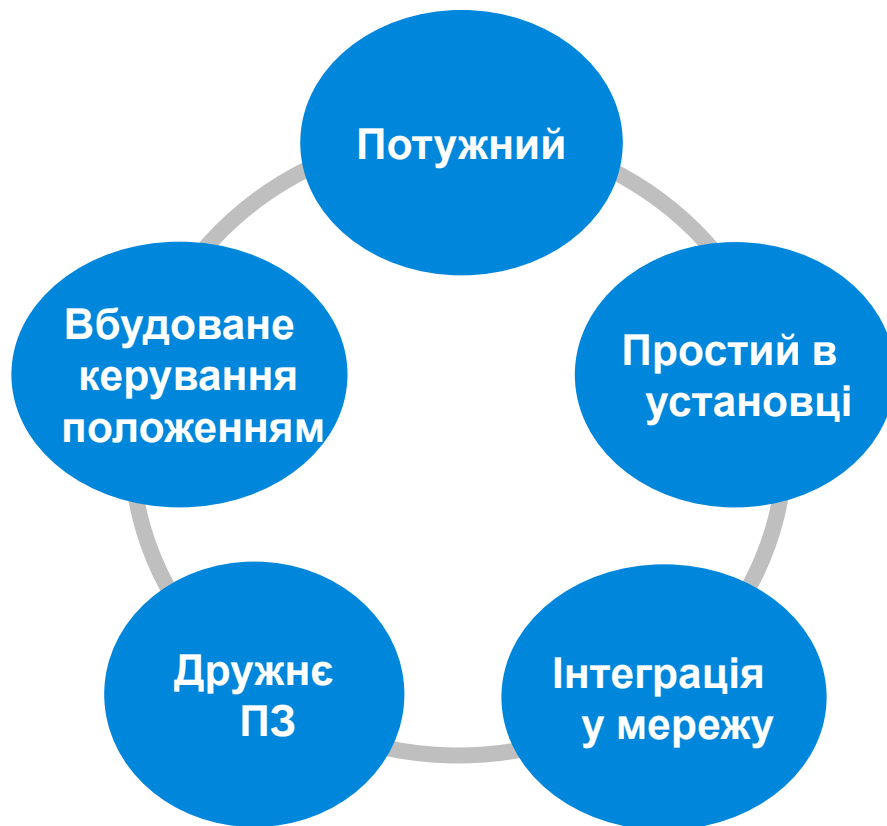 Потужний
Простий в
установці
Інтеграція
у мережу
Дружнє
ПЗ
Вбудоване
керування
положенням